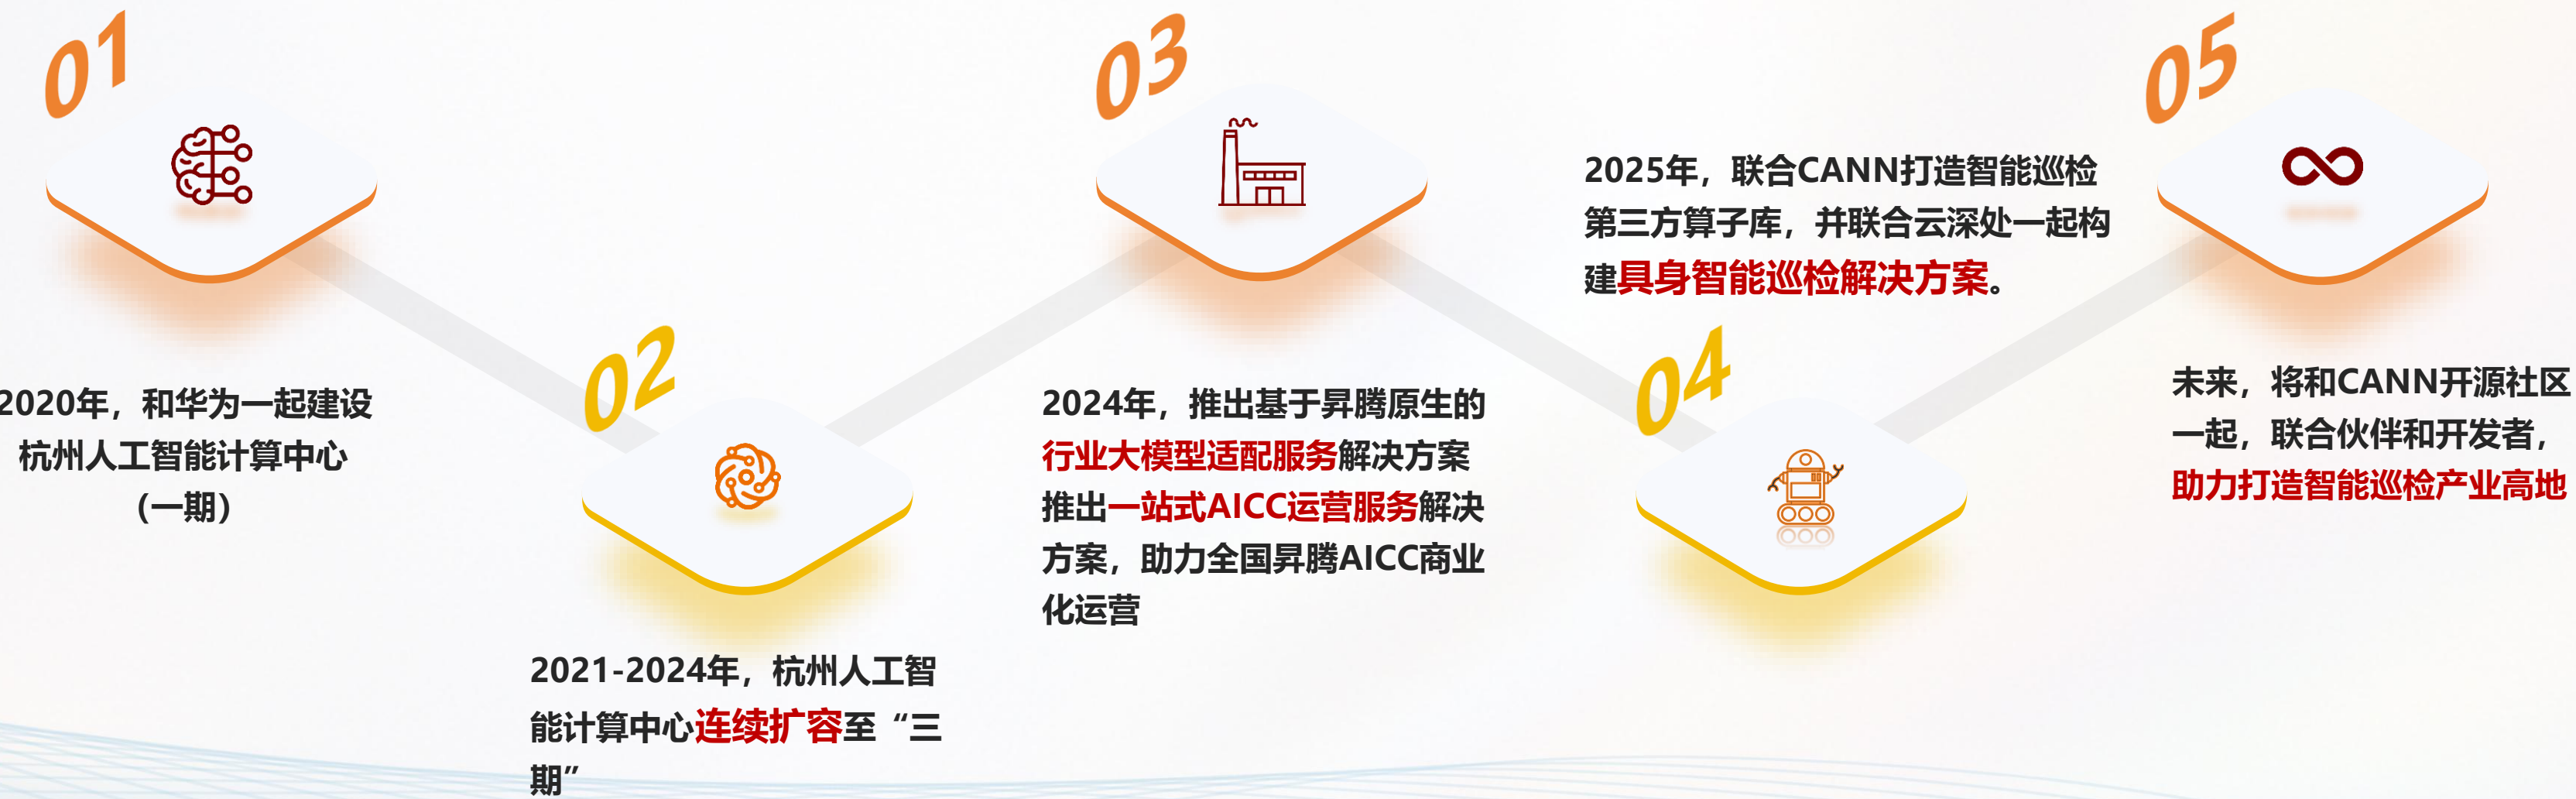 01
2020年，和华为一起建设
杭州人工智能计算中心
（一期）
02
2021-2024年，杭州人工智
能计算中心连续扩容至“三
期”
03
2024年，推出基于昇腾原生的
行业大模型适配服务解决方案
推出一站式AICC运营服务解决
方案，助力全国昇腾AICC商业
化运营
04
2025年，联合CANN打造智能巡检
第三方算子库，并联合云深处一起构
建具身智能巡检解决方案。
05
未来，将和CANN开源社区
一起，联合伙伴和开发者，
助力打造智能巡检产业高地